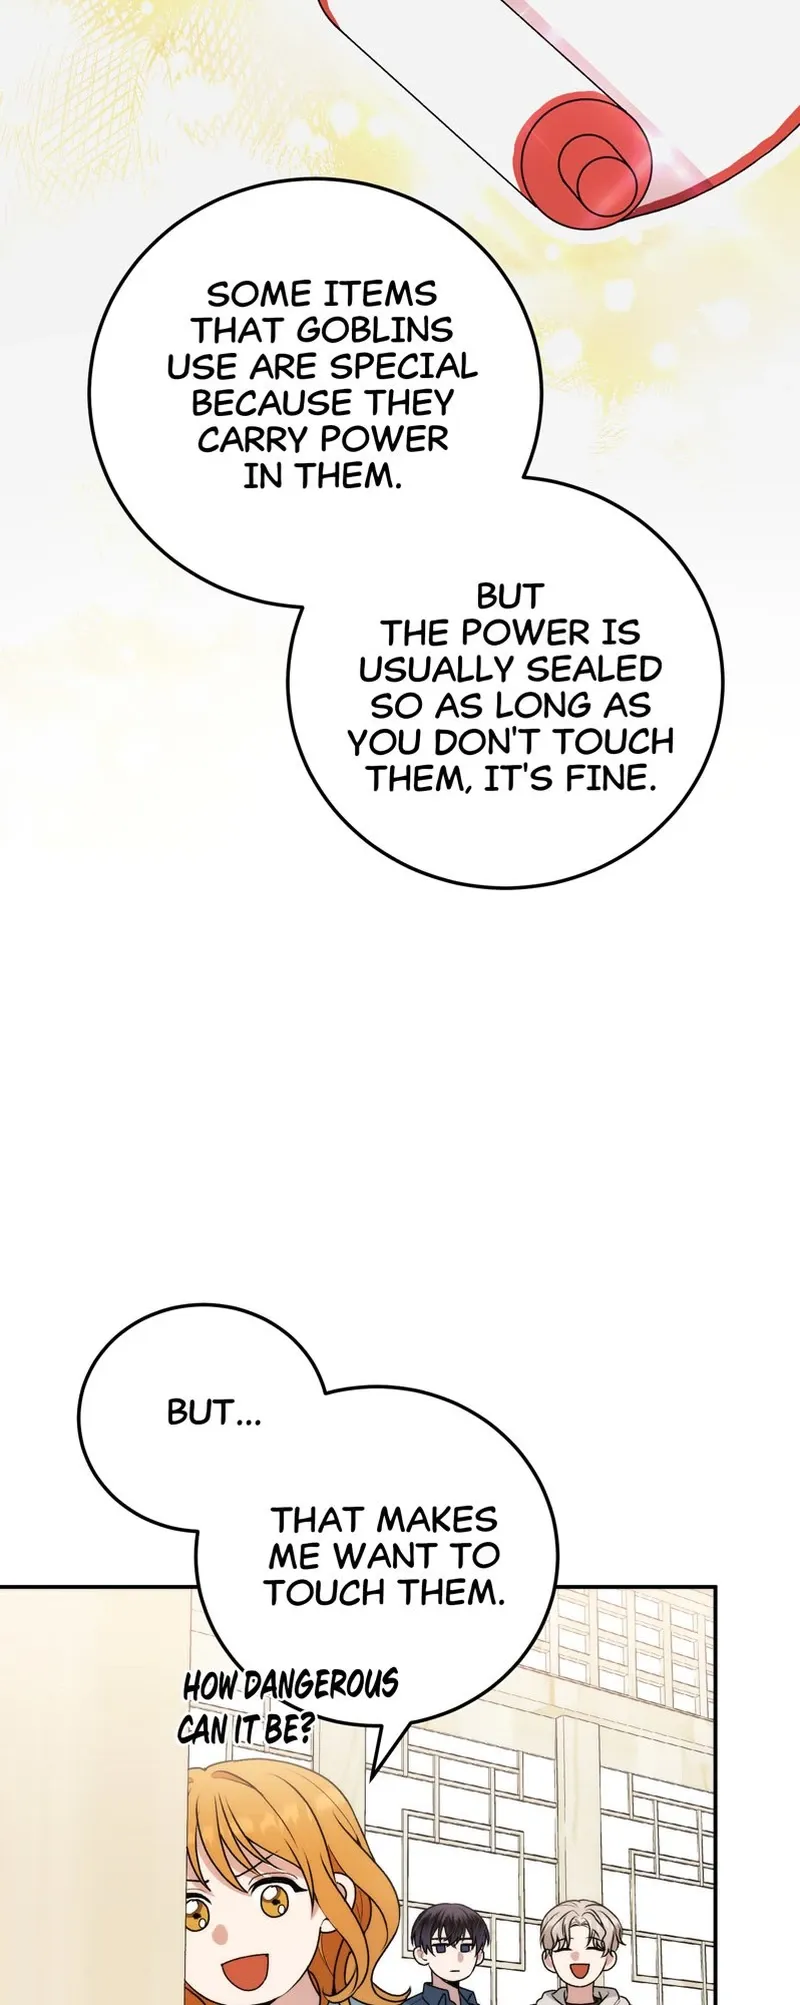 SOME ITEMS
THAT GOBLINS
USE ARE SPECIAL
BECAUSE THEY
CARRY POWER
IN THEM.
BUT
THE POWER IS
USUALLY SEALED
SO AS LONG AS
YOU DON'T TOUCH
THEM, IT'S FINE.
BUT...
THAT MAKES
ME WANT TO
TOUCH THEM.
HOW DANGEROUS
CAN IT BE?